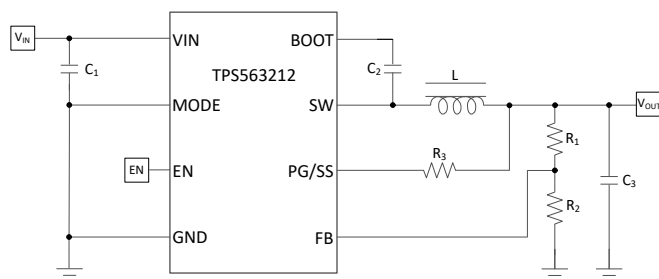 VIN
C1
VIN
MODE
EN
EN
GND
TPS563212
BOOT
SW
PG/SS
FB
C2
L
R3
R1
R2
C3
VOUT